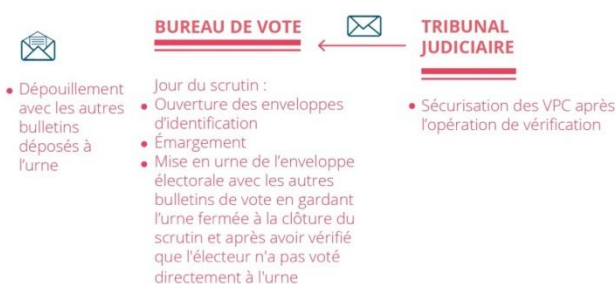 BUREAU DE VOTE
TRIBUNAL
JUDICIAIRE
• Dépouillement
avec les autres
bulletins
déposés à
l'urne
Jour du scrutin :
• Ouverture des enveloppes
d'identification
• Émargement
• Mise en urne de l'enveloppe
électorale avec les autres
bulletins de vote en gardant
l'urne fermée à la clôture du
scrutin et après avoir vérifié
que l'électeur n'a pas voté
directement à l'urne
• Sécurisation des VPC après
l'opération de vérification